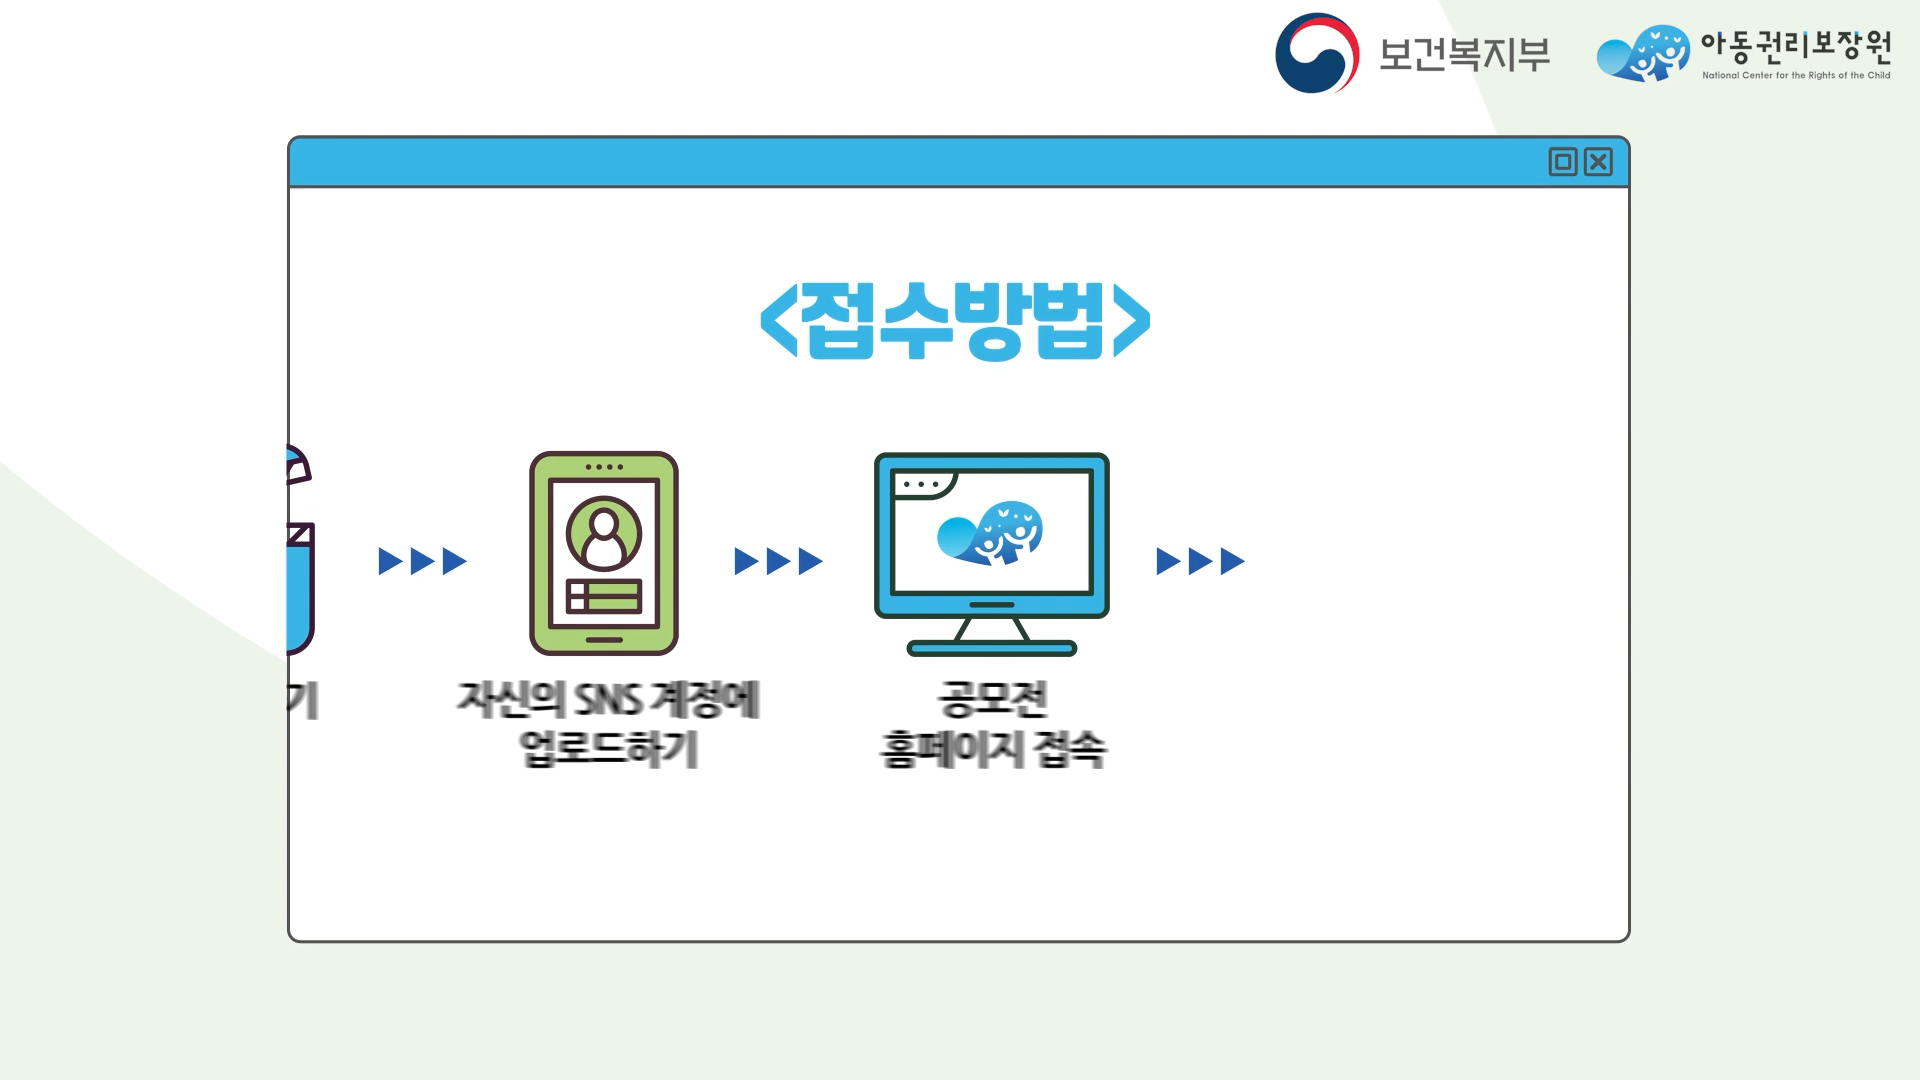 보건복지부
아동권리보장원
National Center for the Rights of the Child
<접수방법>
기
자신의 SNS 계정에
업로드하기
공모전
홈페이지 접속